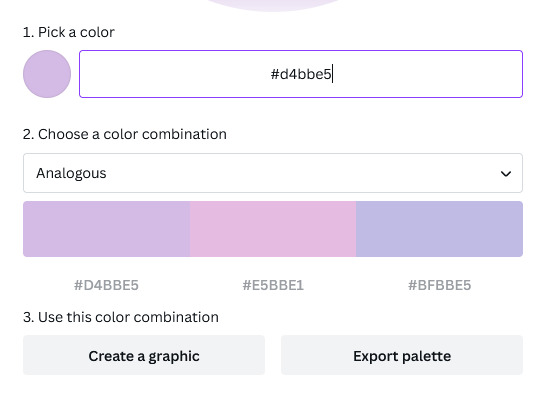 1. Pick a color
#d4bbe5
2. Choose a color combination
Analogous
#D4BBE5 #E5BBE1 #BFBBE5
3. Use this color combination
Create a graphic Export palette